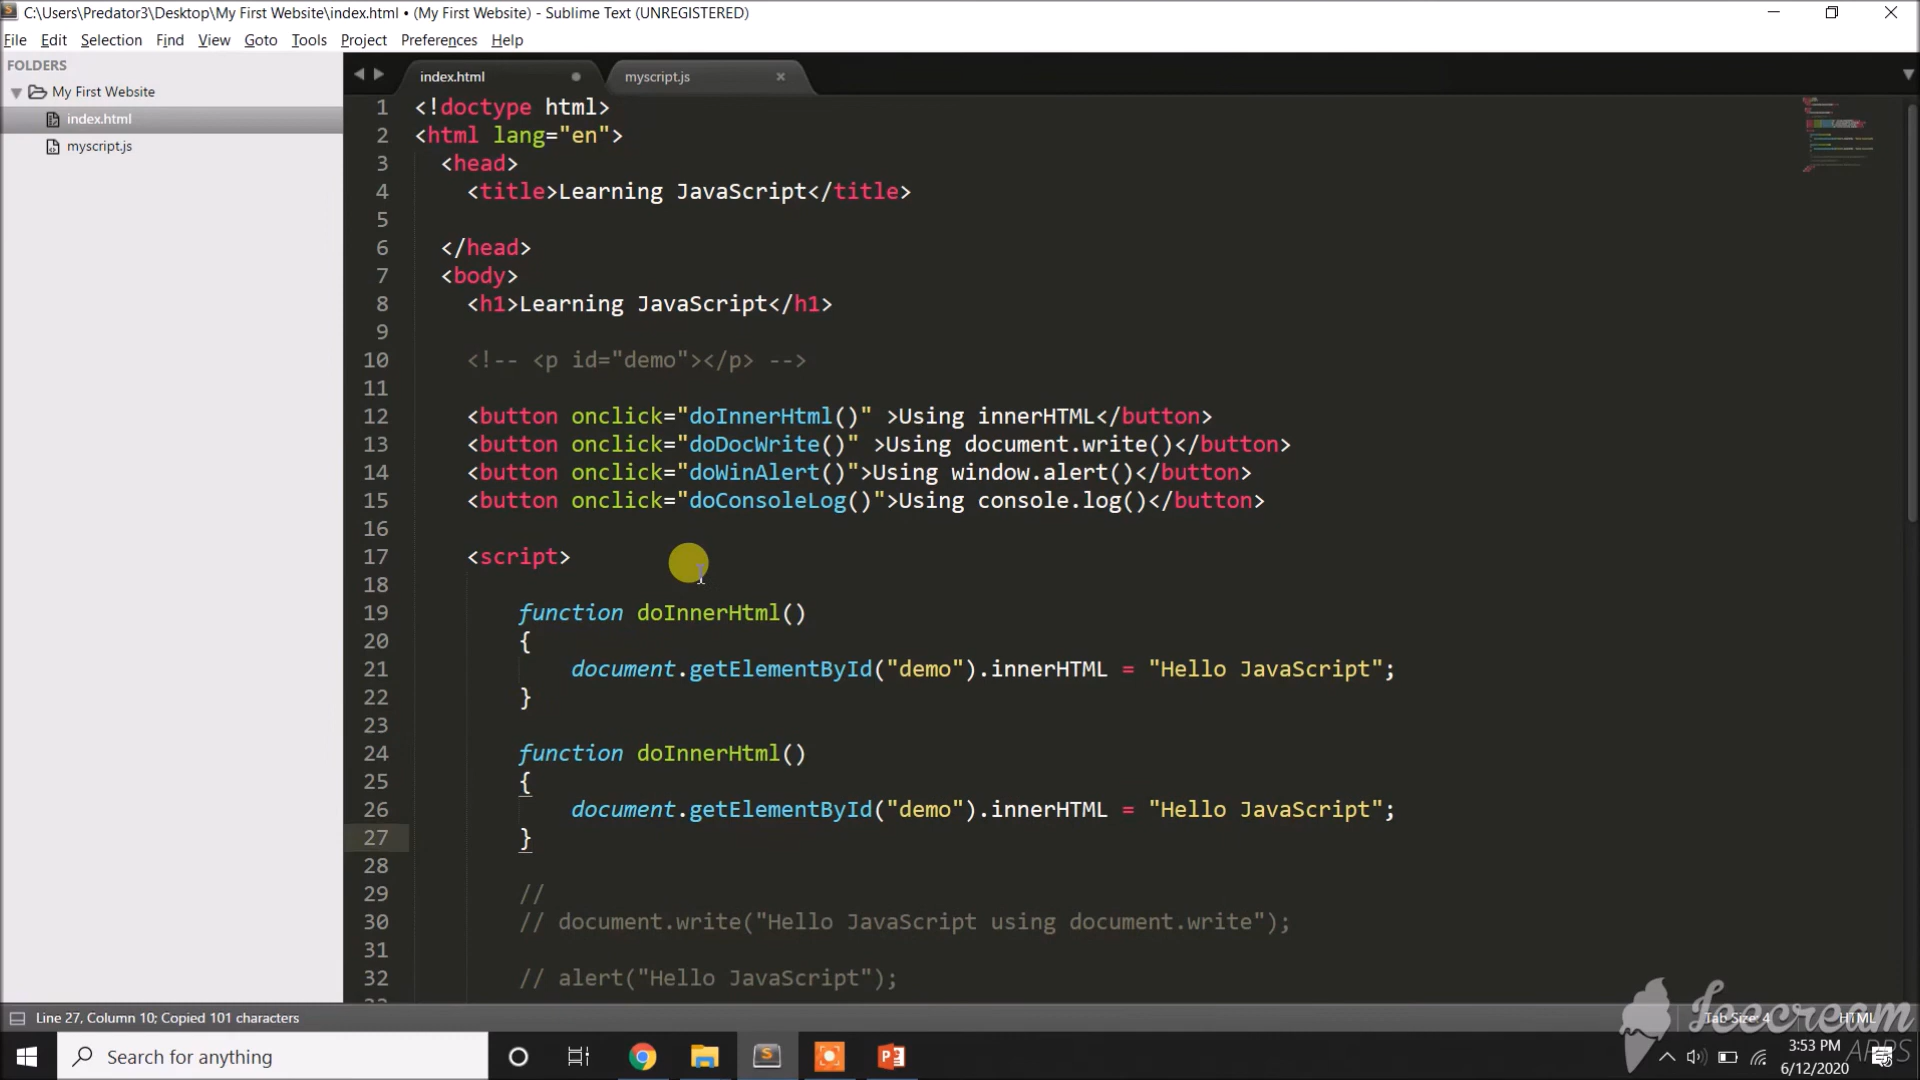 C:\Users\Predator3\Desktop\My First Website\index.html • (My First Website) - Sublime Text (UNREGISTERED)
File Edit Selection Find View Goto Tools Project Preferences Help
FOLDERS
My First Website
index.html
myscript.js
index.html
myscript.js
1 <!doctype html>
2 <html lang="en">
3 <head>
4 <title>Learning JavaScript</title>
5
6 </head>
7 <body>
8 <h1>Learning JavaScript</h1>
9
10 <!-- <p id="demo"></p> -->
11
12 <button onclick="doInnerHtml()" >Using innerHTML</button>
13 <button onclick="doDocWrite()" >Using document.write()</button>
14 <button onclick="doWinAlert()">Using window.alert()</button>
15 <button onclick="doConsoleLog()">Using console.log()</button>
16
17 <script>
18
19 function doInnerHtml()
20 {
21 document.getElementById("demo").innerHTML = "Hello JavaScript";
22 }
23
24 function doInnerHtml()
25 {
26 document.getElementById("demo").innerHTML = "Hello JavaScript";
27 }
28
29 //
30 // document.write("Hello JavaScript using document.write");
31
32 // alert("Hello JavaScript");
Line 27, Column 10; Copied 101 characters
Tab Size: 4
HTML
Icecream
APPS
Search for anything
3:53 PM
6/12/2020